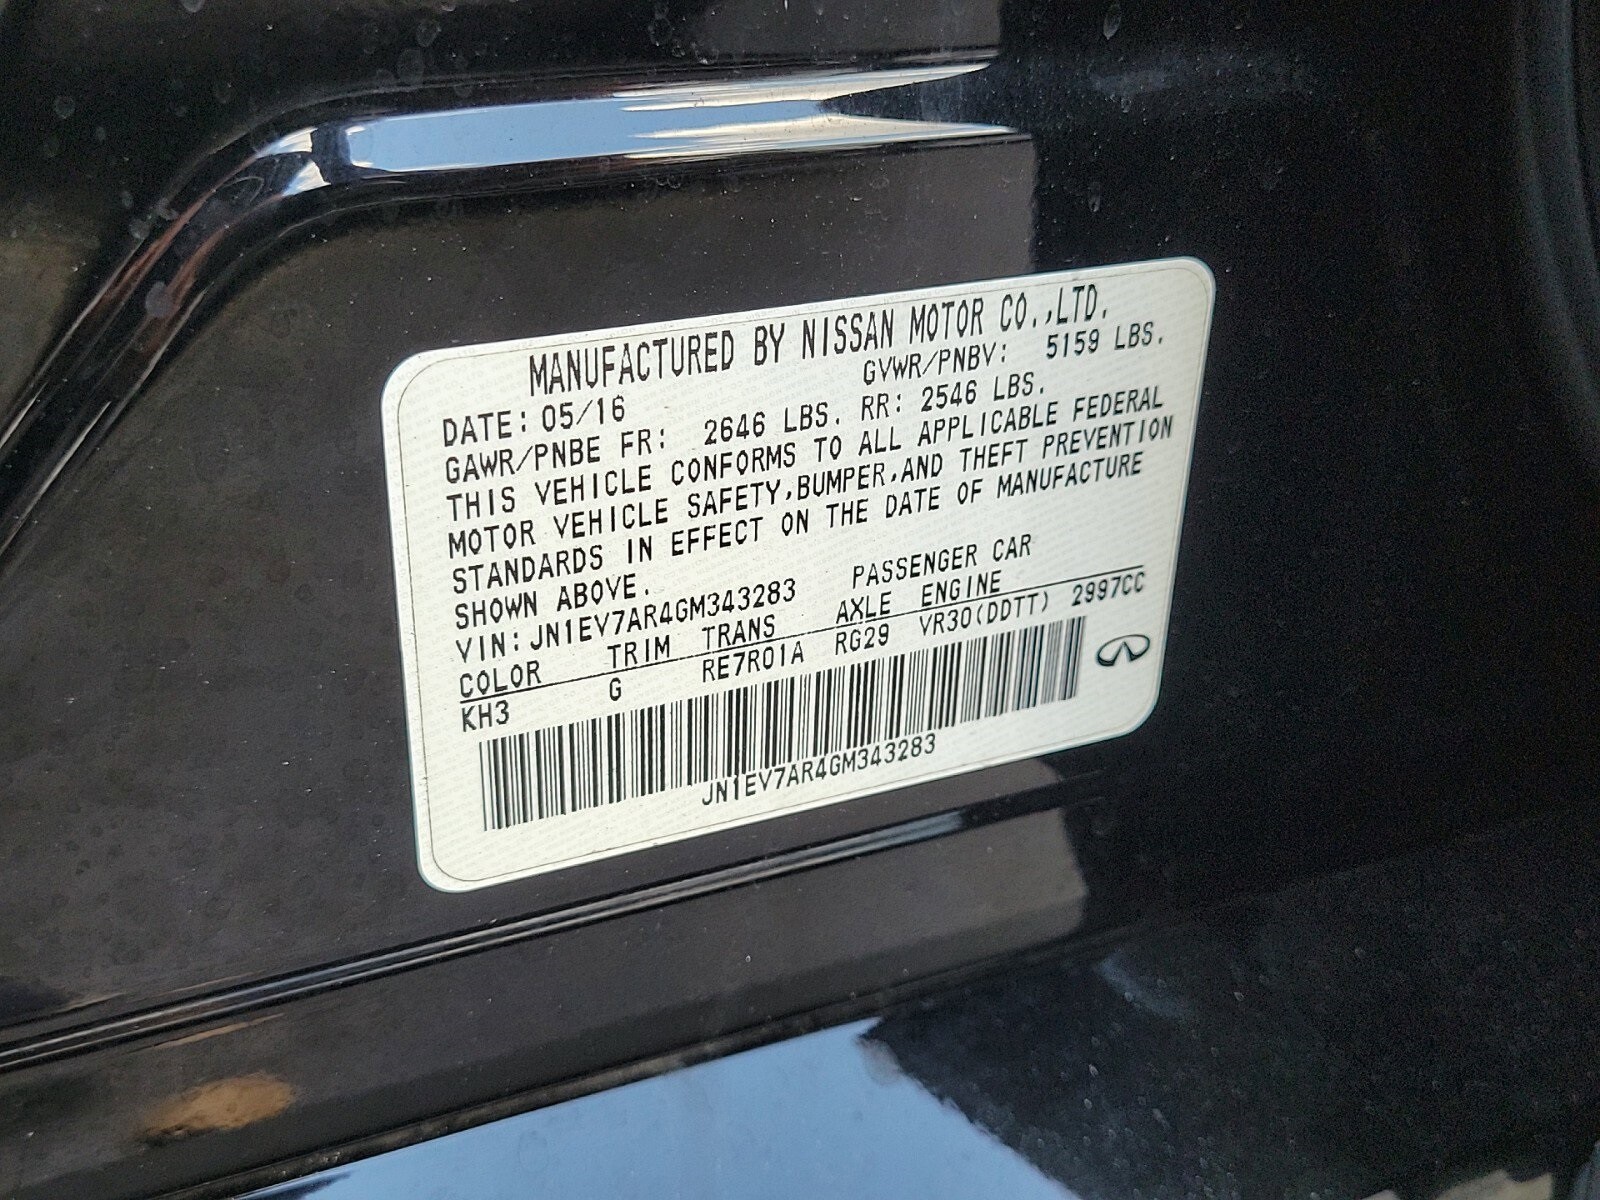 MANUFACTURED BY NISSAN MOTOR CO.,LTD.
DATE: 05/16 GVWR/PNBV: 5159 LBS.
GAWR/PNBE FR: 2646 LBS. RR: 2546 LBS.
THIS VEHICLE CONFORMS TO ALL APPLICABLE FEDERAL
MOTOR VEHICLE SAFETY,BUMPER,AND THEFT PREVENTION
STANDARDS IN EFFECT ON THE DATE OF MANUFACTURE
SHOWN ABOVE.
VIN:JN1EV7AR4GM343283 PASSENGER CAR
COLOR TRIM TRANS AXLE ENGINE
KH3 G RE7R01A RG29 VR30(DDTT) 2997CC
JN1EV7AR4GM343283